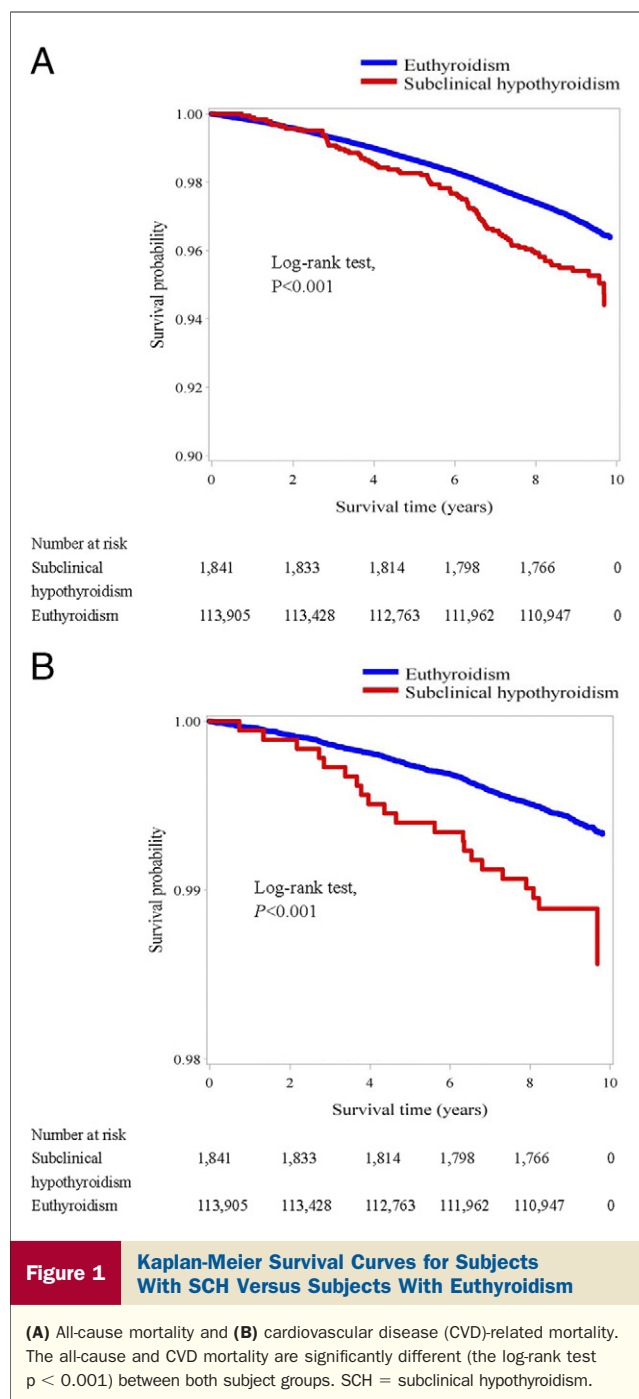 A
Euthyroidism
Subclinical hypothyroidism
1.00
0.98
0.96
0.94
0.92
0.90
Survival probability
Log-rank test,
P<0.001
0 2 4 6 8 10
Survival time (years)
Number at risk
Subclinical 1,841 1,833 1,814 1,798 1,766 0
hypothyroidism
Euthyroidism 113,905 113,428 112,763 111,962 110,947 0
B
Euthyroidism
Subclinical hypothyroidism
1.00
0.99
0.98
Survival probability
Log-rank test,
P<0.001
0 2 4 6 8 10
Survival time (years)
Number at risk
Subclinical 1,841 1,833 1,814 1,798 1,766 0
hypothyroidism
Euthyroidism 113,905 113,428 112,763 111,962 110,947 0
Figure 1 Kaplan-Meier Survival Curves for Subjects
With SCH Versus Subjects With Euthyroidism
(A) All-cause mortality and (B) cardiovascular disease (CVD)-related mortality.
The all-cause and CVD mortality are significantly different (the log-rank test
p < 0.001) between both subject groups. SCH = subclinical hypothyroidism.